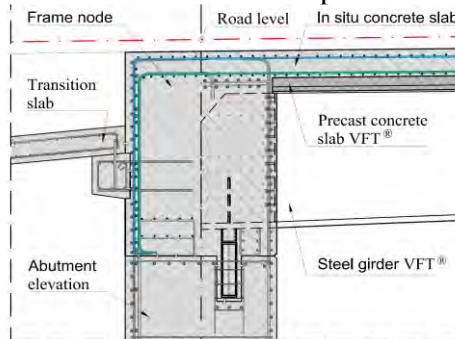 Frame node
Road level
In situ concrete slab
Transition
slab
Precast concrete
slab VFT®
Abutment
elevation
Steel girder VFT®